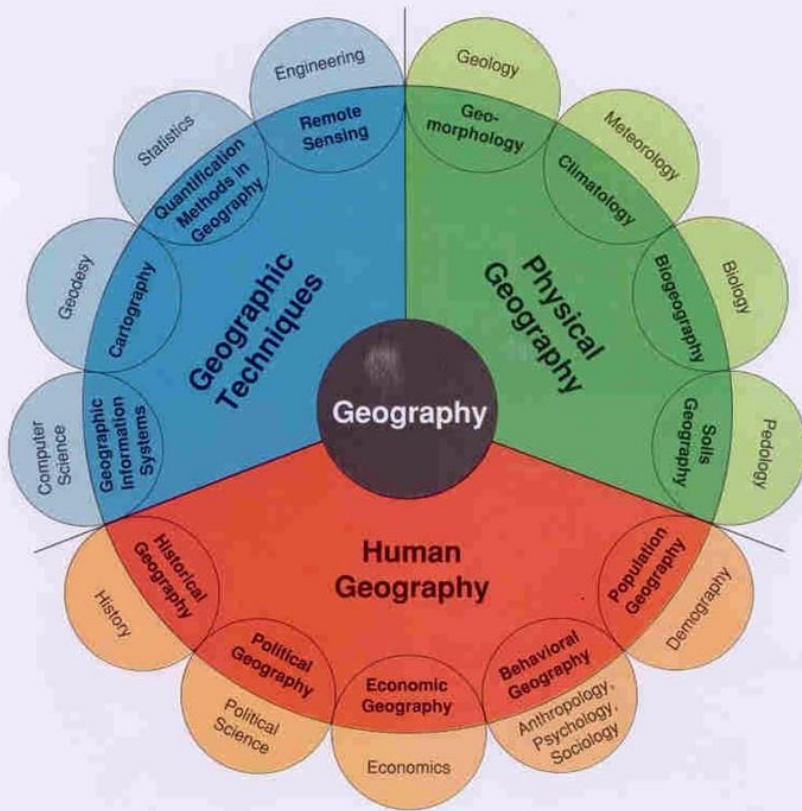 Geography
Geographic
Techniques
Engineering
Remote
Sensing
Statistics
Quantification
Methods in
Geography
Geodesy
Cartography
Computer
Science
Geographic
Information
Systems
Physical
Geography
Geology
Geo-
morphology
Meteorology
Climatology
Biology
Biogeography
Pedology
Soils
Geography
Human
Geography
Population
Geography
Demography
Behavioral
Geography
Anthropology,
Psychology,
Sociology
Economic
Geography
Economics
Political
Geography
Political
Science
Historical
Geography
History